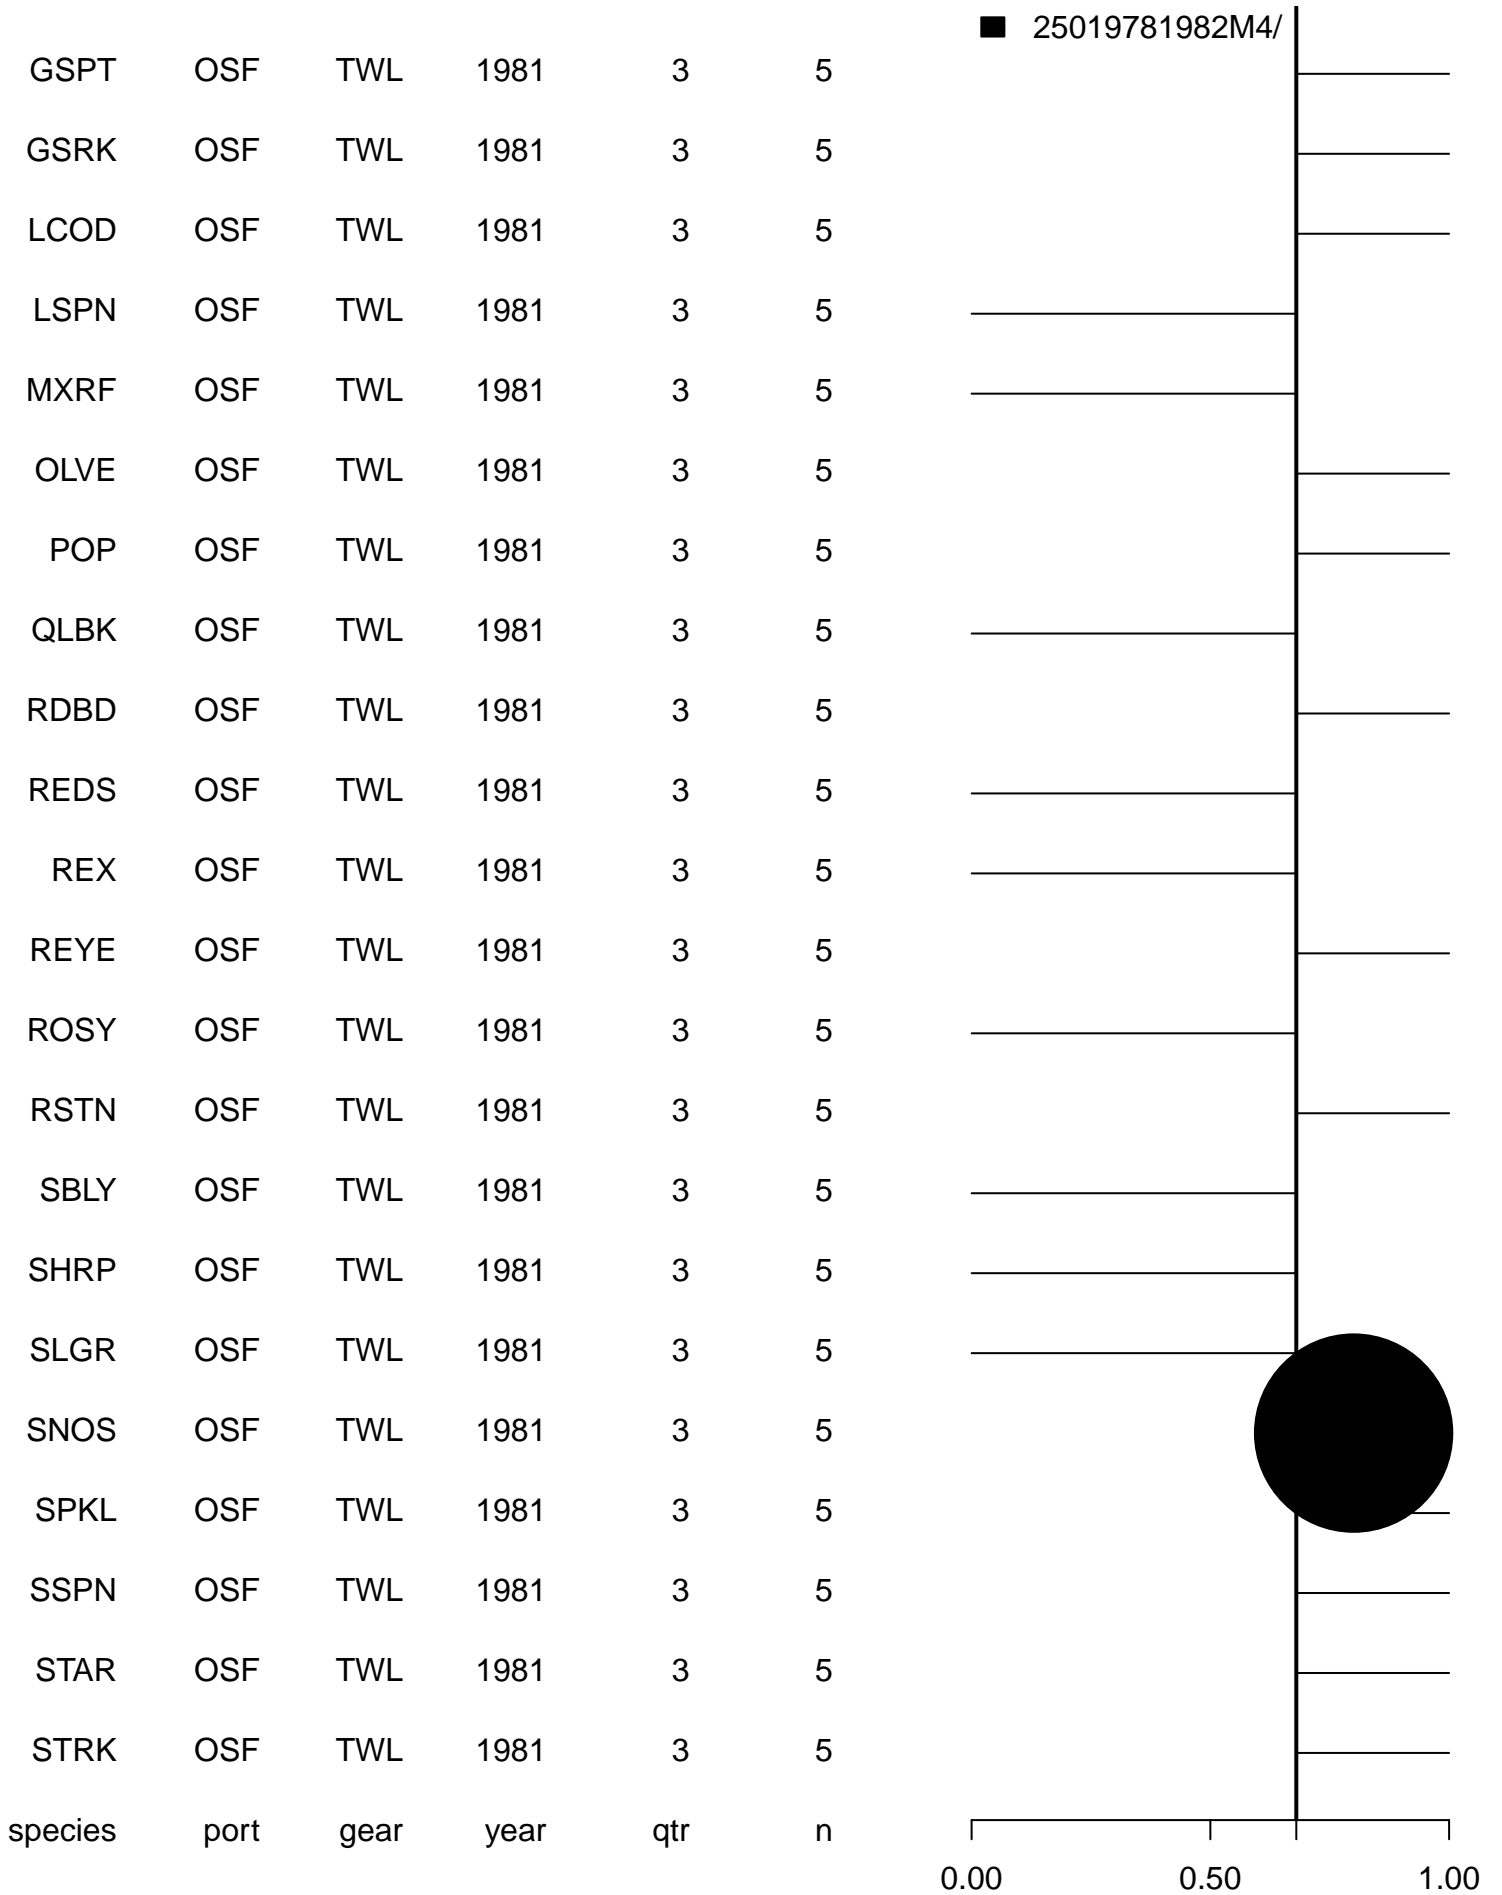 25019781982M4/
GSPT OSF TWL 1981 3 5
GSRK OSF TWL 1981 3 5
LCOD OSF TWL 1981 3 5
LSPN OSF TWL 1981 3 5
MXRF OSF TWL 1981 3 5
OLVE OSF TWL 1981 3 5
POP OSF TWL 1981 3 5
QLBK OSF TWL 1981 3 5
RDBD OSF TWL 1981 3 5
REDS OSF TWL 1981 3 5
REX OSF TWL 1981 3 5
REYE OSF TWL 1981 3 5
ROSY OSF TWL 1981 3 5
RSTN OSF TWL 1981 3 5
SBLY OSF TWL 1981 3 5
SHRP OSF TWL 1981 3 5
SLGR OSF TWL 1981 3 5
SNOS OSF TWL 1981 3 5
SPKL OSF TWL 1981 3 5
SSPN OSF TWL 1981 3 5
STAR OSF TWL 1981 3 5
STRK OSF TWL 1981 3 5
species port gear year qtr n
0.00 0.50 1.00